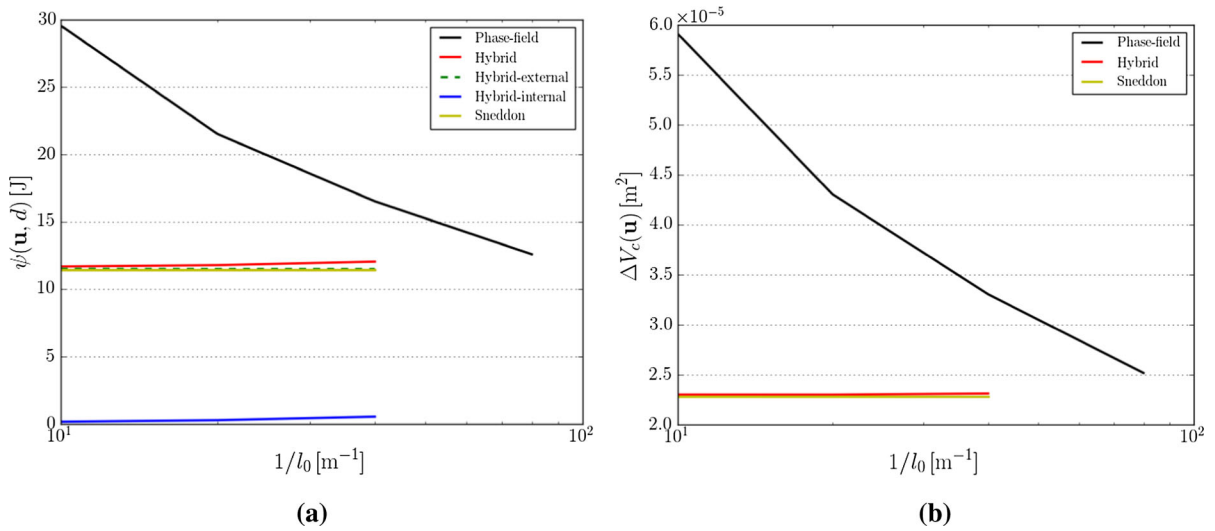 30
25
20
15
10
5
0
ψ(u, d) [J]
10¹
10²
1/l₀ [m⁻¹]
Phase-field
Hybrid
Hybrid-external
Hybrid-internal
Sneddon
(a)
×10⁻⁵
6.0
5.5
5.0
4.5
4.0
3.5
3.0
2.5
2.0
ΔV_c(u) [m²]
10¹
10²
1/l₀ [m⁻¹]
Phase-field
Hybrid
Sneddon
(b)